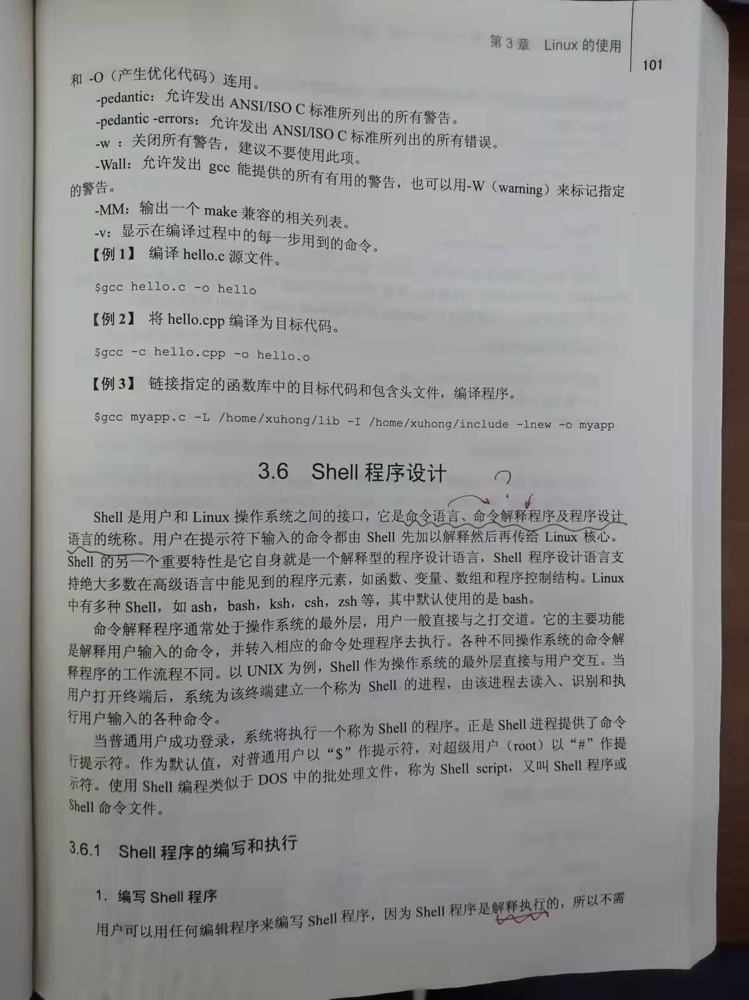 第3章 Linux 的使用
101
和 -O（产生优化代码）连用。
-pedantic：允许发出 ANSI/ISO C 标准所列出的所有警告。
-pedantic -errors：允许发出 ANSI/ISO C 标准所列出的所有错误。
-w ：关闭所有警告，建议不要使用此项。
-Wall：允许发出 gcc 能提供的所有有用的警告，也可以用-W（warning）来标记指定
的警告。
-MM：输出一个 make 兼容的相关列表。
-v：显示在编译过程中的每一步用到的命令。
【例 1】 编译 hello.c 源文件。
$gcc hello.c -o hello
【例 2】 将 hello.cpp 编译为目标代码。
$gcc -c hello.cpp -o hello.o
【例 3】 链接指定的函数库中的目标代码和包含头文件，编译程序。
$gcc myapp.c -L /home/xuhong/lib -I /home/xuhong/include -lnew -o myapp
3.6 Shell 程序设计
?
Shell 是用户和 Linux 操作系统之间的接口，它是命令语言、命令解释程序及程序设计
语言的统称。用户在提示符下输入的命令都由 Shell 先加以解释然后再传给 Linux 核心。
Shell 的另一个重要特性是它自身就是一个解释型的程序设计语言，Shell 程序设计语言支
持绝大多数在高级语言中能见到的程序元素，如函数、变量、数组和程序控制结构。Linux
中有多种 Shell，如 ash，bash，ksh，csh，zsh 等，其中默认使用的是 bash。
命令解释程序通常处于操作系统的最外层，用户一般直接与之打交道。它的主要功能
是解释用户输入的命令，并转入相应的命令处理程序去执行。各种不同操作系统的命令解
释程序的工作流程不同。以 UNIX 为例，Shell 作为操作系统的最外层直接与用户交互。当
用户打开终端后，系统为该终端建立一个称为 Shell 的进程，由该进程去读入、识别和执
行用户输入的各种命令。
当普通用户成功登录，系统将执行一个称为 Shell 的程序。正是 Shell 进程提供了命令
行提示符。作为默认值，对普通用户以“$”作提示符，对超级用户（root）以“#”作提
示符。使用 Shell 编程类似于 DOS 中的批处理文件，称为 Shell script，又叫 Shell 程序或
Shell 命令文件。
3.6.1 Shell 程序的编写和执行
1．编写 Shell 程序
用户可以用任何编辑程序来编写 Shell 程序，因为 Shell 程序是解释执行的，所以不需